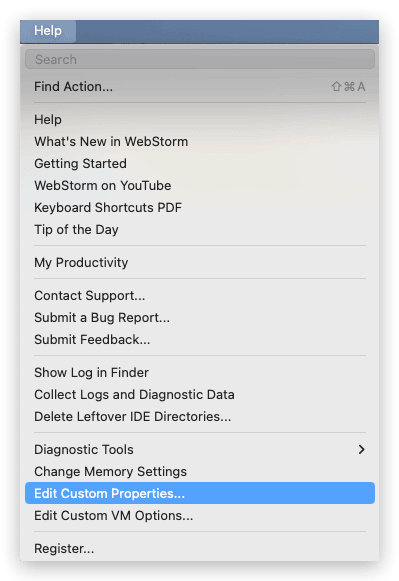 Help
Search
Find Action... ⇧⌘A
Help
What's New in WebStorm
Getting Started
WebStorm on YouTube
Keyboard Shortcuts PDF
Tip of the Day
My Productivity
Contact Support...
Submit a Bug Report...
Submit Feedback...
Show Log in Finder
Collect Logs and Diagnostic Data
Delete Leftover IDE Directories...
Diagnostic Tools
Change Memory Settings
Edit Custom Properties...
Edit Custom VM Options...
Register...